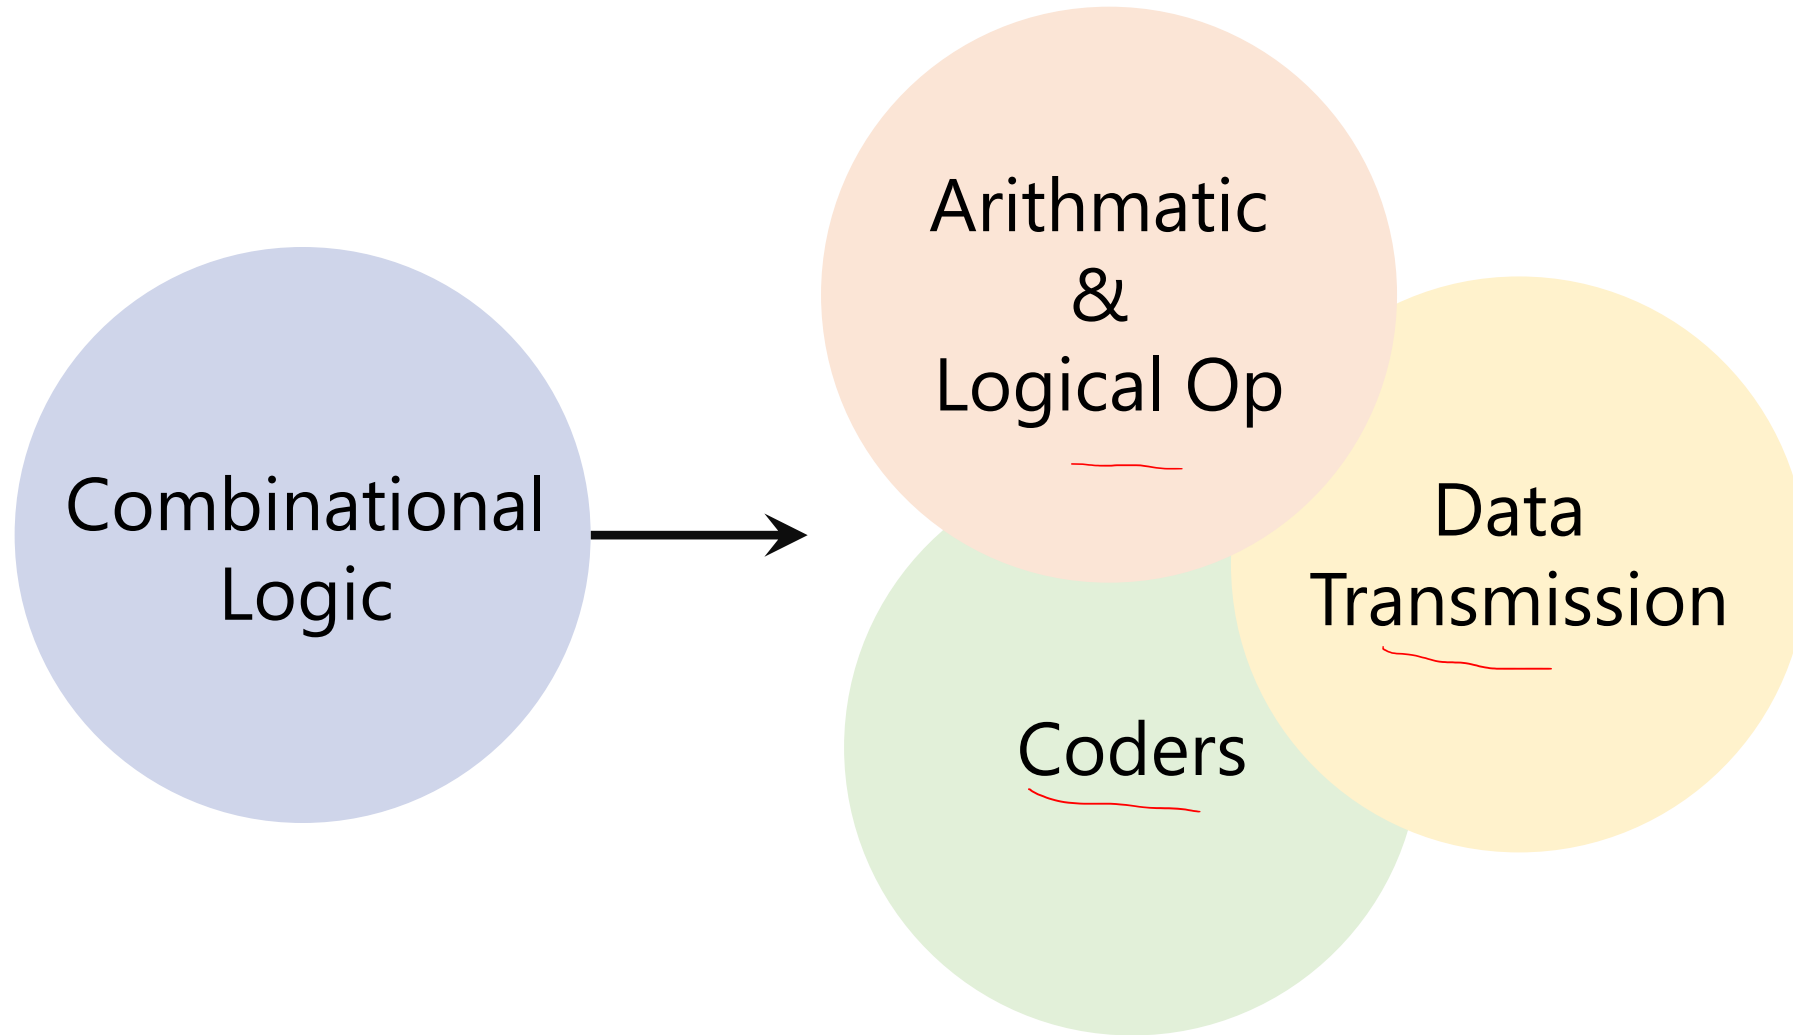 Combinational
Logic
Arithmatic
&
Logical Op
Data
Transmission
Coders